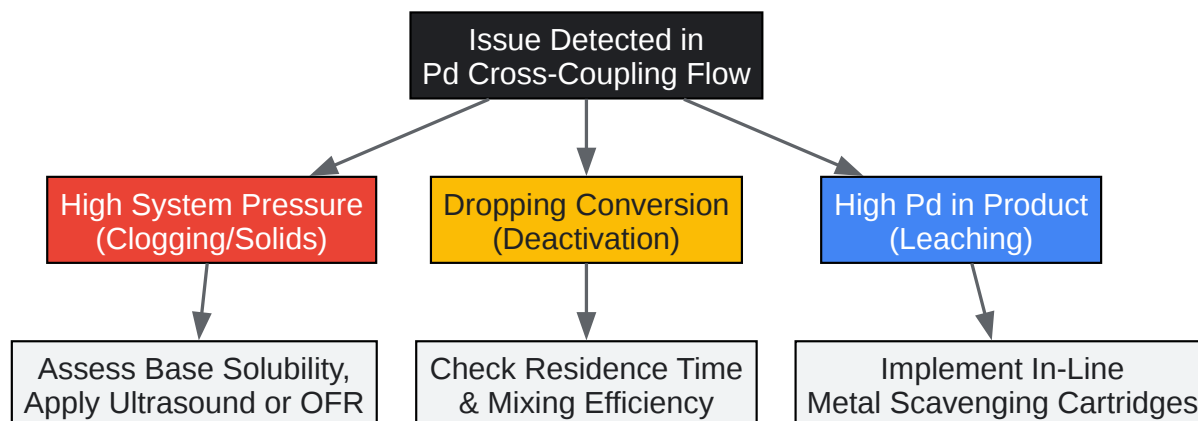 Issue Detected in
Pd Cross-Coupling Flow
High System Pressure
(Clogging/Solids)
Dropping Conversion
(Deactivation)
High Pd in Product
(Leaching)
Assess Base Solubility,
Apply Ultrasound or OFR
Check Residence Time
& Mixing Efficiency
Implement In-Line
Metal Scavenging Cartridges